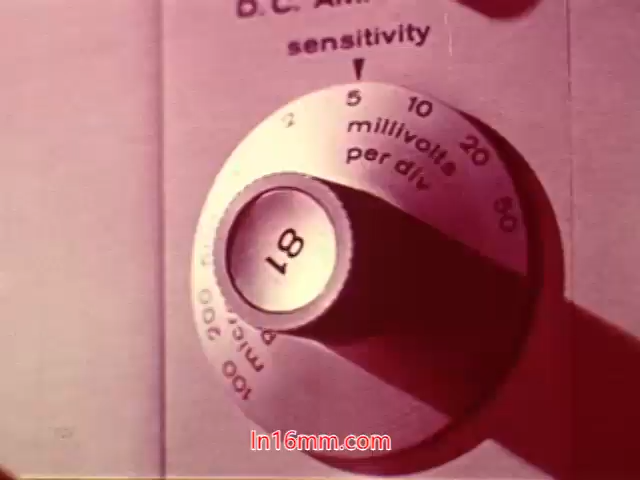 D.C.
sensitivity
2 5 10 20 50
millivolts
per div
81
200
100
In16mm.com